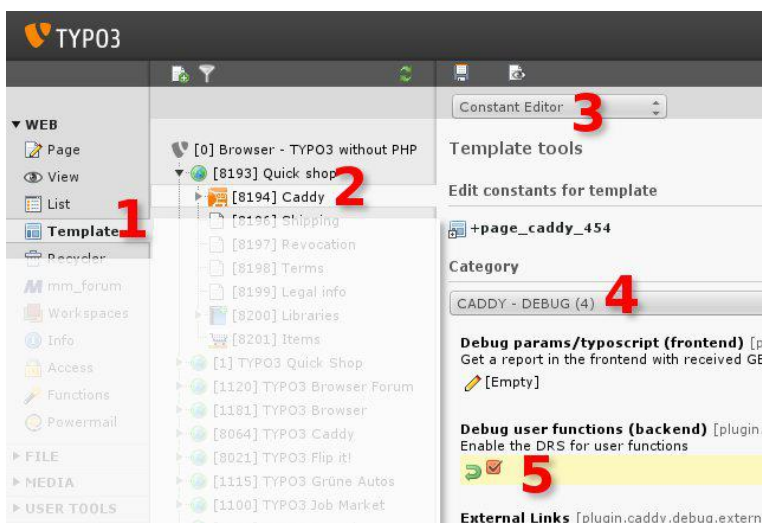 TYPO3
Constant Editor
3
WEB
Page
View
List
1
Template
Recycler
mm_forum
Workspaces
Info
Access
Functions
Powermail
FILE
MEDIA
USER TOOLS
[0] Browser - TYPO3 without PHP
[8193] Quick shop
2
[8194] Caddy
[8196] Shipping
[8197] Revocation
[8198] Terms
[8199] Legal info
[8200] Libraries
[8201] Items
[1] TYPO3 Quick Shop
[1120] TYPO3 Browser Forum
[1181] TYPO3 Browser
[8064] TYPO3 Caddy
[8021] TYPO3 Flip it!
[1115] TYPO3 Grüne Autos
[1100] TYPO3 Job Market
Template tools
Edit constants for template
+page_caddy_454
Category
CADDY - DEBUG (4)
4
Debug params/typoscript (frontend) [p
Get a report in the frontend with received GE
[Empty]
Debug user functions (backend) [plugin.
Enable the DRS for user functions
5
External Links [plugin.caddy.debug.extern